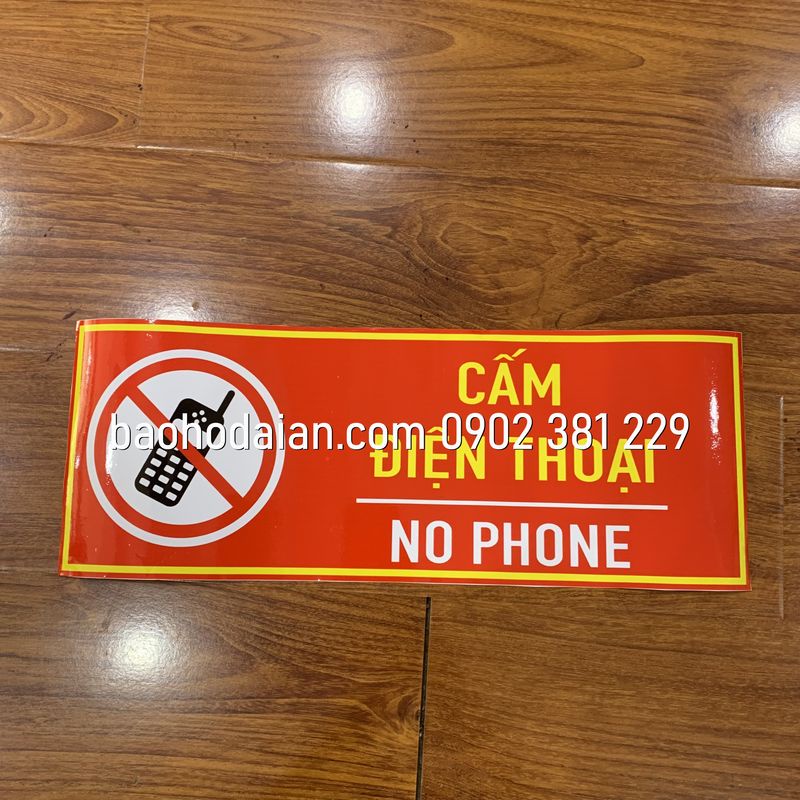 CẤM
baohodaian.com 0902 381 229
ĐIỆN THOẠI
NO PHONE